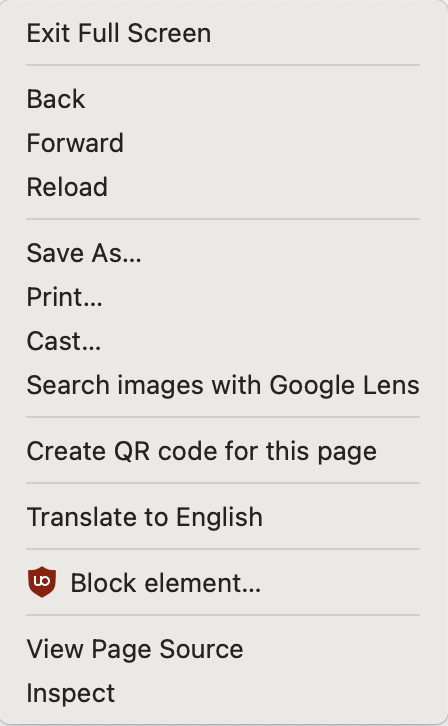 Exit Full Screen
Back
Forward
Reload
Save As...
Print...
Cast...
Search images with Google Lens
Create QR code for this page
Translate to English
uo Block element...
View Page Source
Inspect